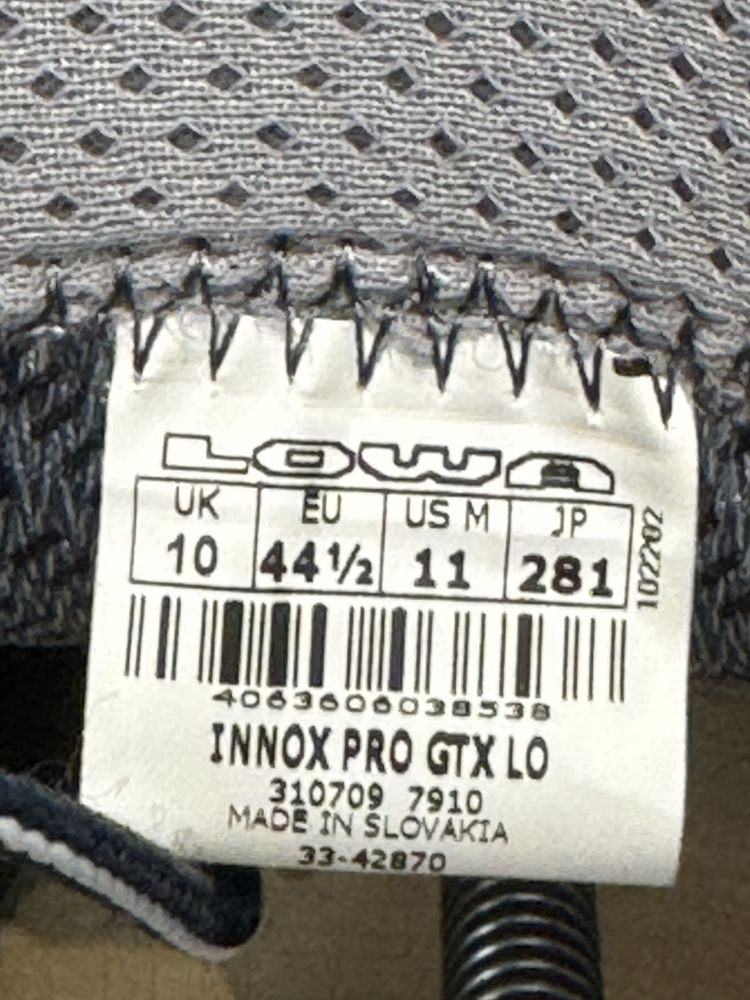 LOWA
UK EU US M JP
10 44½ 11 281
102202
4063606038538
INNOX PRO GTX LO
310709 7910
MADE IN SLOVAKIA
33-42870